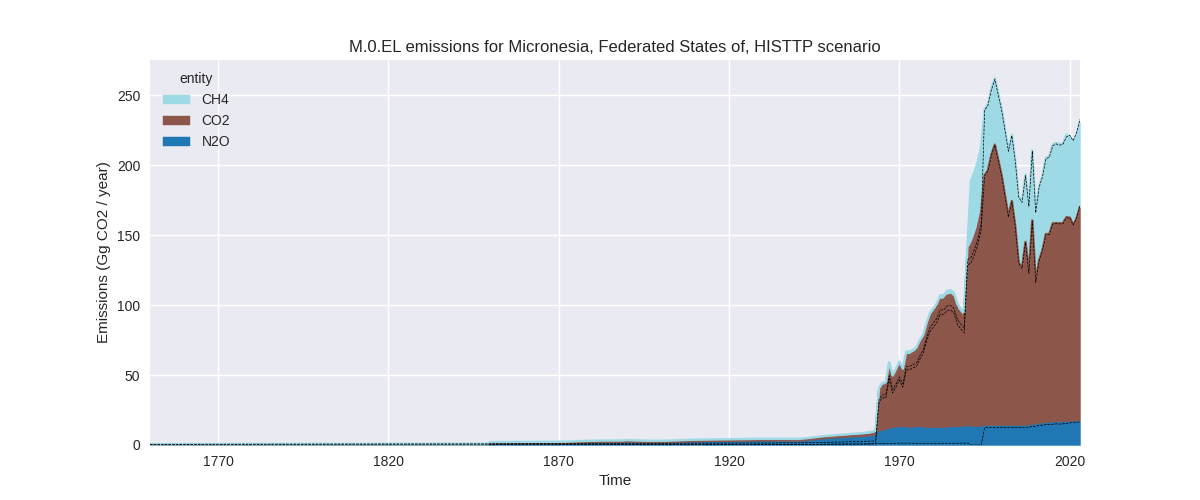 M.0.EL emissions for Micronesia, Federated States of, HISTTP scenario
entity
CH4
CO2
N2O
Emissions (Gg CO2 / year)
250
200
150
100
50
0
1770 1820 1870 1920 1970 2020
Time